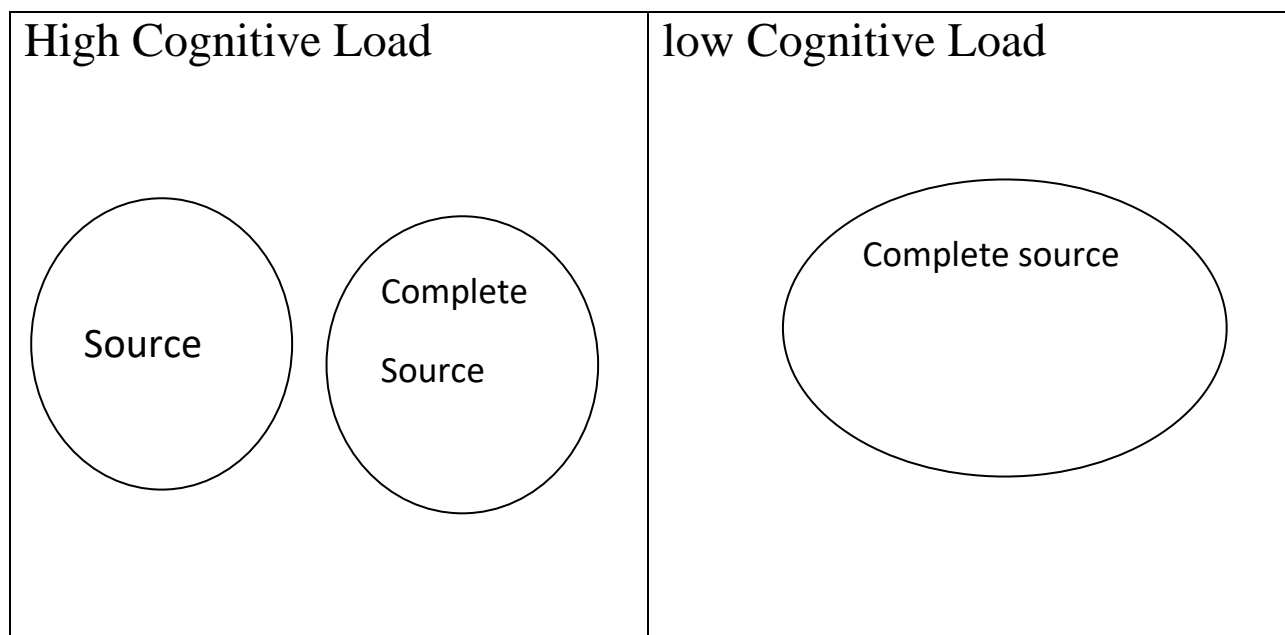 High Cognitive Load
Source
Complete
Source
low Cognitive Load
Complete source